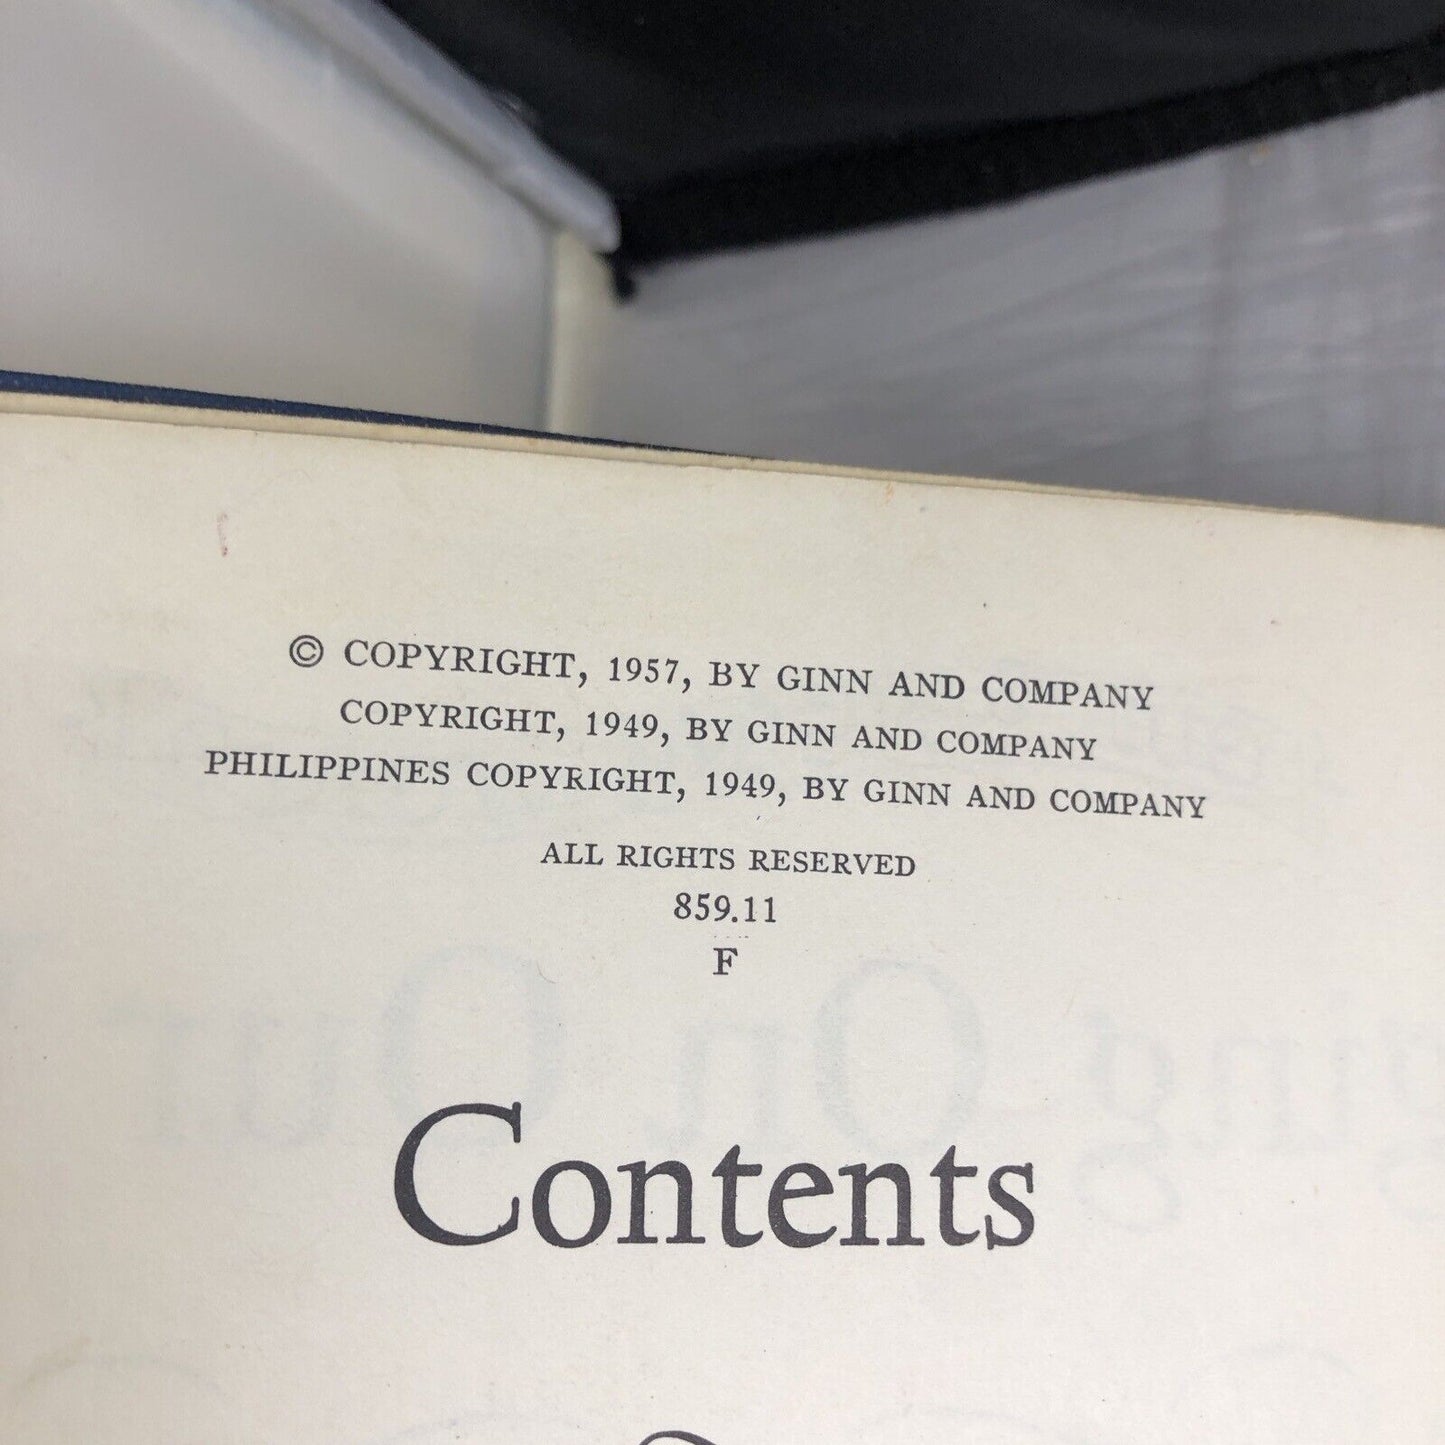 © COPYRIGHT, 1957, BY GINN AND COMPANY
COPYRIGHT, 1949, BY GINN AND COMPANY
PHILIPPINES COPYRIGHT, 1949, BY GINN AND COMPANY
ALL RIGHTS RESERVED
859.11
F
Contents